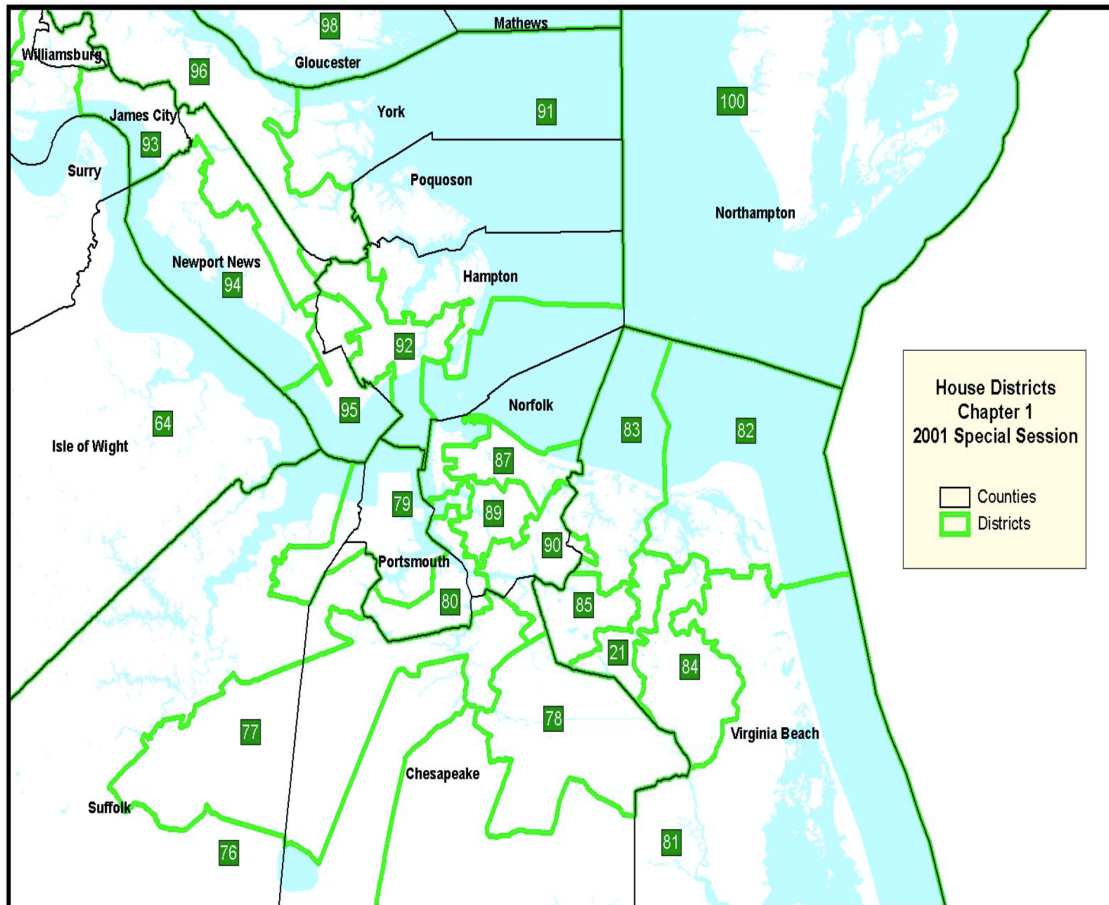 98
Mathews
Williamsburg
Gloucester
96
100
York
91
James City
93
Surry
Poquoson
Northampton
Newport News
Hampton
94
92
House Districts
Chapter 1
2001 Special Session
Counties
Districts
95
Norfolk
64
83
82
Isle of Wight
87
79
89
90
Portsmouth
80
85
21
84
77
78
Virginia Beach
Chesapeake
Suffolk
76
81